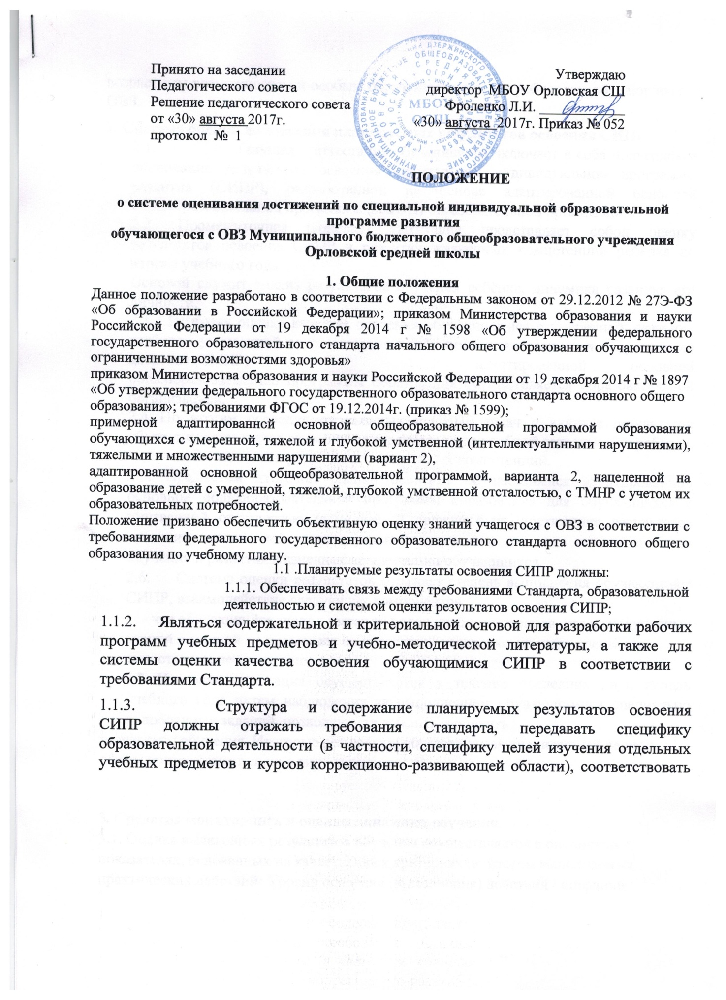 Принято на заседании
Педагогического совета
Решение педагогического совета
от «30» августа 2017г.
протокол № 1
Утверждаю
директор МБОУ Орловская СШ
Фроленко Л.И.
«30» августа 2017г. Приказ № 052
МБОУ
ОСШ
ПОЛОЖЕНИЕ
о системе оценивания достижений по специальной индивидуальной образовательной
программе развития
обучающегося с ОВЗ Муниципального бюджетного общеобразовательного учреждения
Орловской средней школы
1. Общие положения
Данное положение разработано в соответствии с Федеральным законом от 29.12.2012 № 27Э-ФЗ
«Об образовании в Российской Федерации»; приказом Министерства образования и науки
Российской Федерации от 19 декабря 2014 г № 1598 «Об утверждении федерального
государственного образовательного стандарта начального общего образования обучающихся с
ограниченными возможностями здоровья»
приказом Министерства образования и науки Российской Федерации от 19 декабря 2014 г № 1897
«Об утверждении федерального государственного образовательного стандарта основного общего
образования»; требованиями ФГОС от 19.12.2014г. (приказ № 1599);
примерной адаптированнсй основной общеобразовательной программой образования
обучающихся с умеренной, тяжелой и глубокой умственной (интеллектуальными нарушениями),
тяжелыми и множественными нарушениями (вариант 2),
адаптированной основной общеобразовательной программой, варианта 2, нацеленной на
образование детей с умеренной, тяжелой, глубокой умственной отсталостью, с ТМНР с учетом их
образовательных потребностей.
Положение призвано обеспечить объективную оценку знаний учащегося с ОВЗ в соответствии с
требованиями федерального государственного образовательного стандарта основного общего
образования по учебному плану.
1.1 .Планируемые результаты освоения СИПР должны:
1.1.1. Обеспечивать связь между требованиями Стандарта, образовательной
деятельностью и системой оценки результатов освоения СИПР;
1.1.2. Являться содержательной и критериальной основой для разработки рабочих
программ учебных предметов и учебно-методической литературы, а также для
системы оценки качества освоения обучающимися СИПР в соответствии с
требованиями Стандарта.
1.1.3. Структура и содержание планируемых результатов освоения
СИПР должны отражать требования Стандарта, передавать специфику
образовательной деятельности (в частности, специфику целей изучения отдельных
учебных предметов и курсов коррекционно-развивающей области), соответствовать